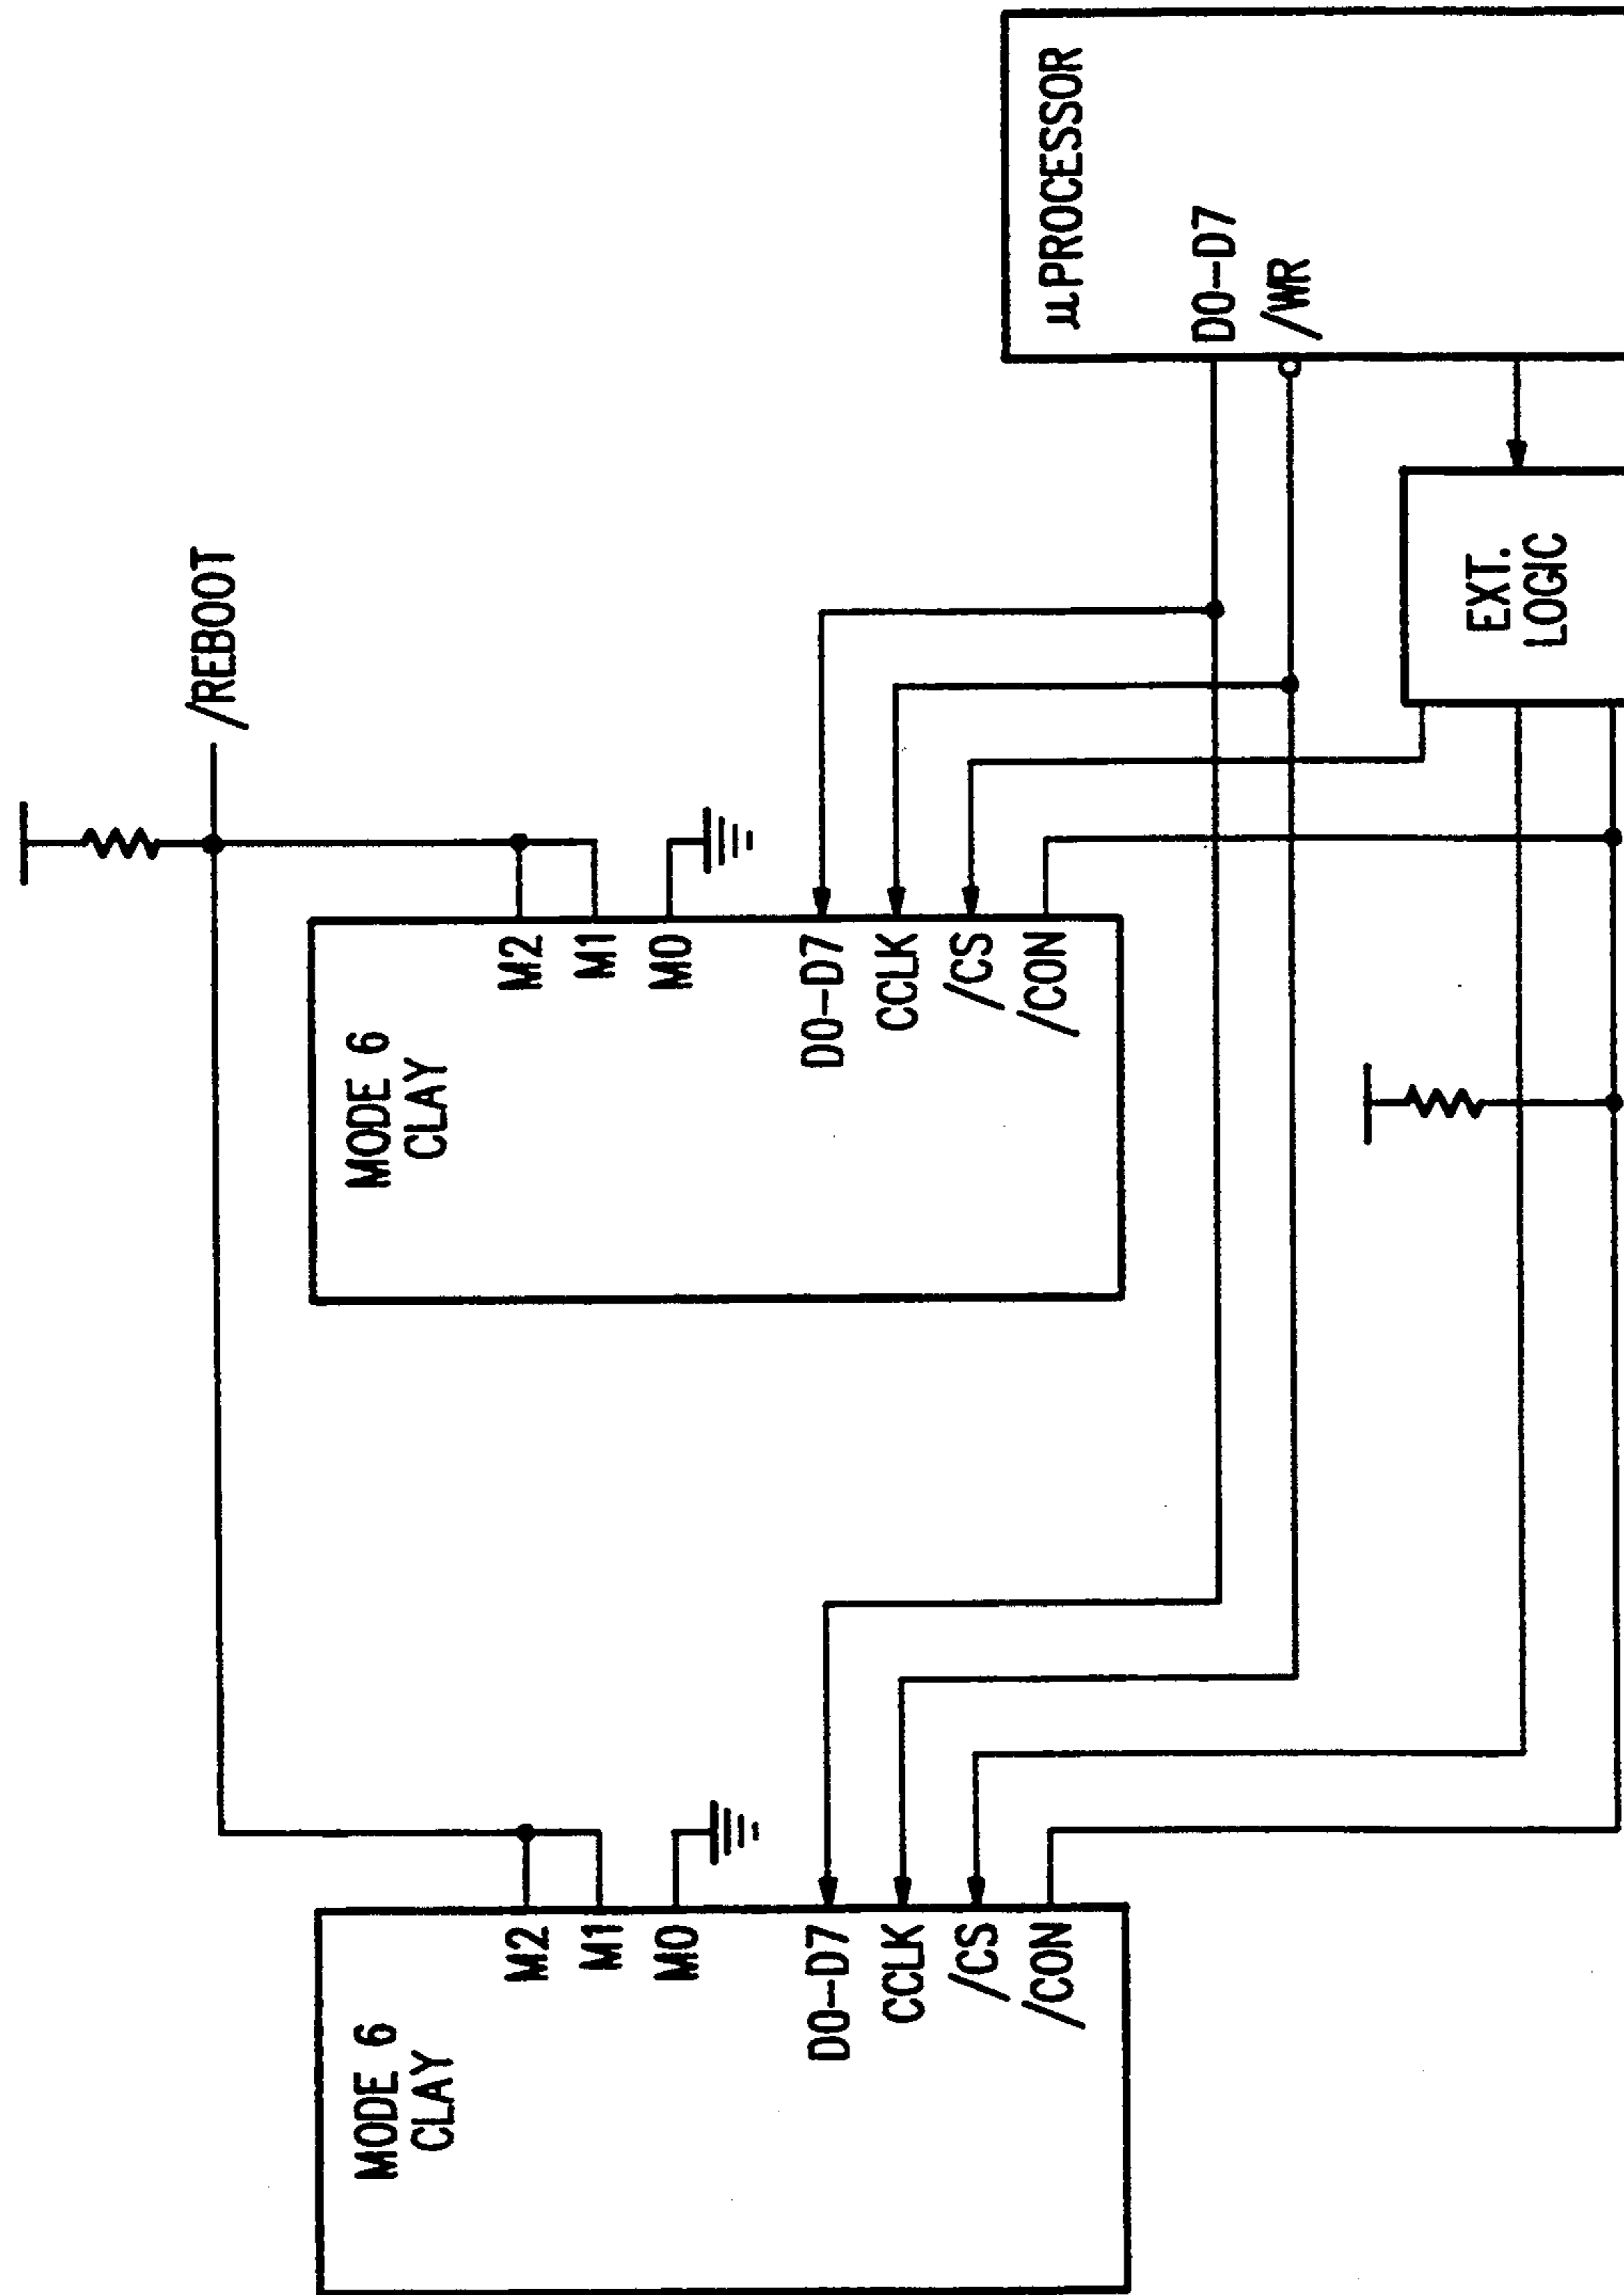 /REBOOT
MODE 6
CLAY
M2
M1
M0
D0-D7
CCLK
/CS
/CON
MODE 6
CLAY
M2
M1
M0
D0-D7
CCLK
/CS
/CON
µPROCESSOR
D0-D7
/WR
EXT.
LOGIC